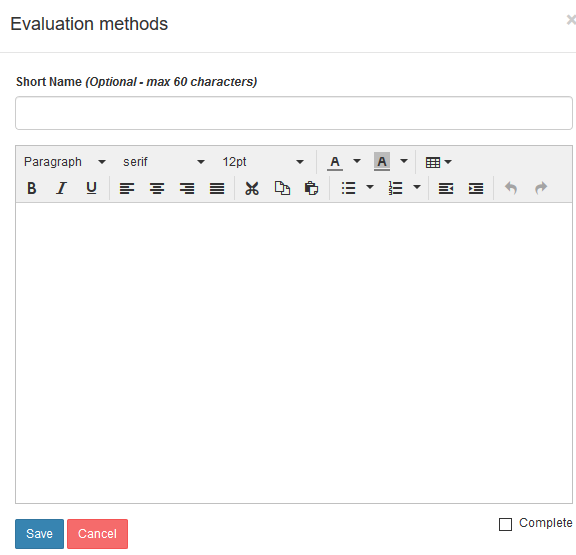 Evaluation methods
Short Name (Optional - max 60 characters)
Paragraph serif 12pt A A
B I U
Save Cancel Complete